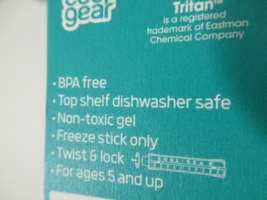 cool
gear
Tritan™
is a registered
trademark of Eastman
Chemical Company
• BPA free
• Top shelf dishwasher safe
• Non-toxic gel
• Freeze stick only
• Twist & lock
• For ages 5 and up